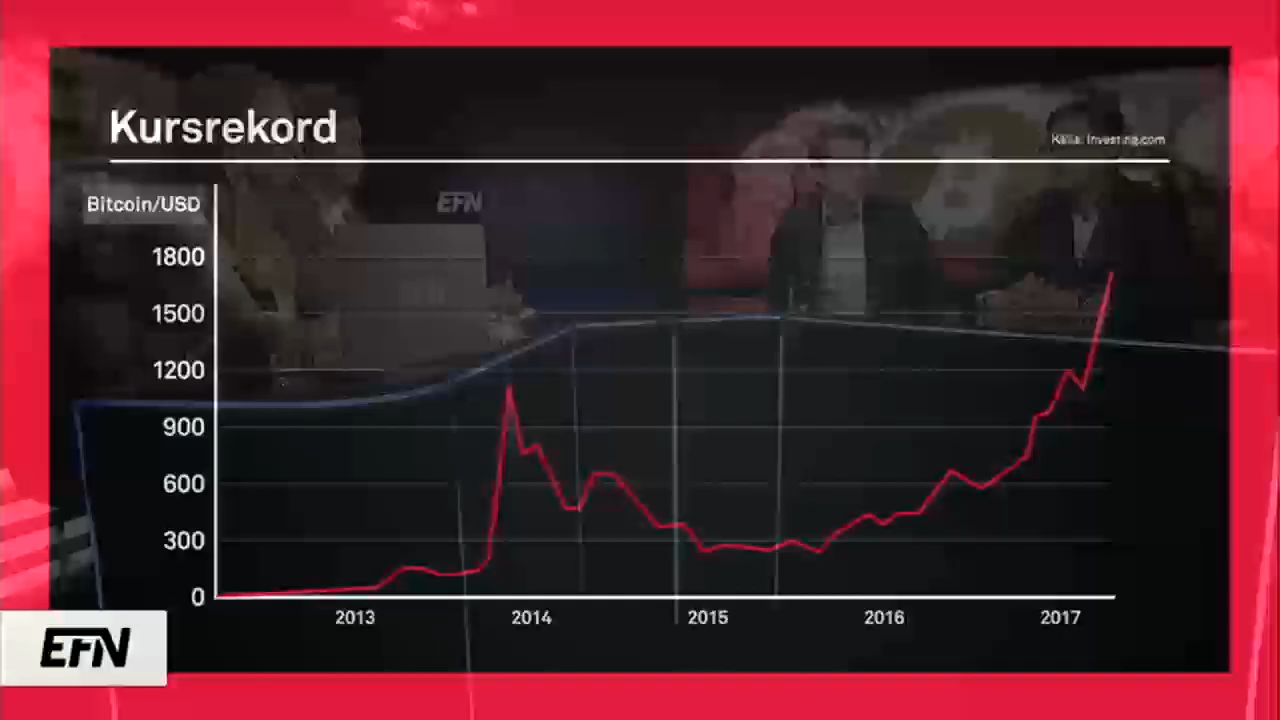 Kursrekord
Källa: Investing.com
EFN
Bitcoin/USD
1800
1500
1200
900
600
300
0
2013 2014 2015 2016 2017
EFN